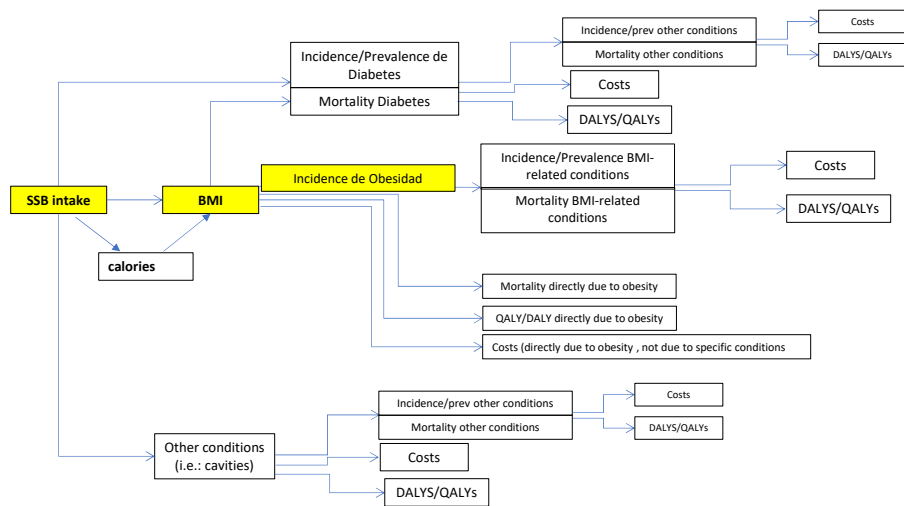 Incidence/Prevalence de
Diabetes
Mortality Diabetes
Incidence/prev other conditions
Mortality other conditions
Costs
DALYS/QALYs
Costs
DALYS/QALYs
SSB intake
BMI
calories
Incidence de Obesidad
Incidence/Prevalence BMI-
related conditions
Mortality BMI-related
conditions
Costs
DALYS/QALYs
Mortality directly due to obesity
QALY/DALY directly due to obesity
Costs (directly due to obesity , not due to specific conditions
Other conditions
(i.e.: cavities)
Incidence/prev other conditions
Mortality other conditions
Costs
DALYS/QALYs
Costs
DALYS/QALYs